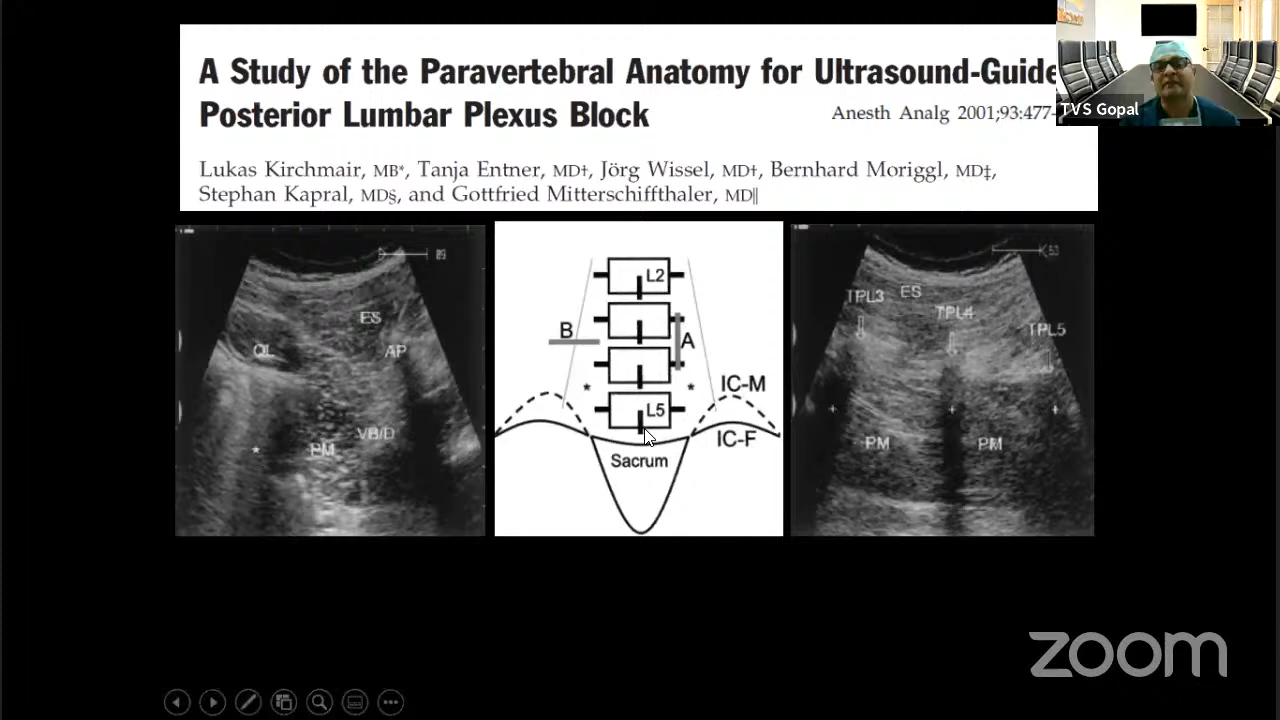 A Study of the Paravertebral Anatomy for Ultrasound-Guide
Posterior Lumbar Plexus Block
Anesth Analg 2001;93:477-
Lukas Kirchmair, MB*, Tanja Entner, MD†, Jörg Wissel, MD†, Bernhard Moriggl, MD‡,
Stephan Kapral, MD§, and Gottfried Mitterschiffthaler, MD||
TVS Gopal
ES
QL
AP
VB/D
PM
*
L2
B
A
* *
IC-M
L5
IC-F
Sacrum
53
TPL3
ES
TPL4
TPL5
PM
PM
zoom